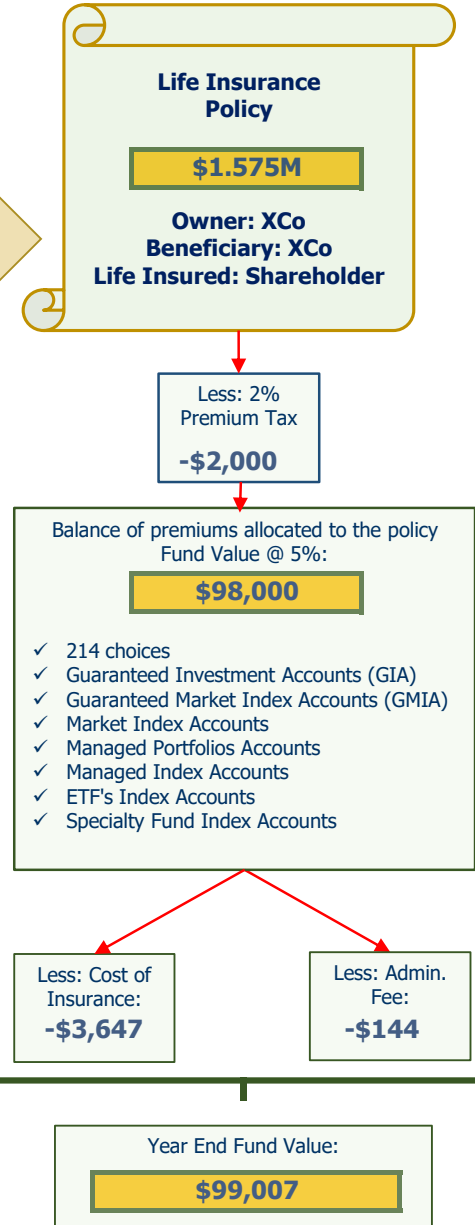 Life Insurance
Policy
$1.575M
Owner: XCo
Beneficiary: XCo
Life Insured: Shareholder
Less: 2%
Premium Tax
-$2,000
Balance of premiums allocated to the policy
Fund Value @ 5%:
$98,000
✓ 214 choices
✓ Guaranteed Investment Accounts (GIA)
✓ Guaranteed Market Index Accounts (GMIA)
✓ Market Index Accounts
✓ Managed Portfolios Accounts
✓ Managed Index Accounts
✓ ETF's Index Accounts
✓ Specialty Fund Index Accounts
Less: Cost of
Insurance:
-$3,647
Less: Admin.
Fee:
-$144
Year End Fund Value:
$99,007